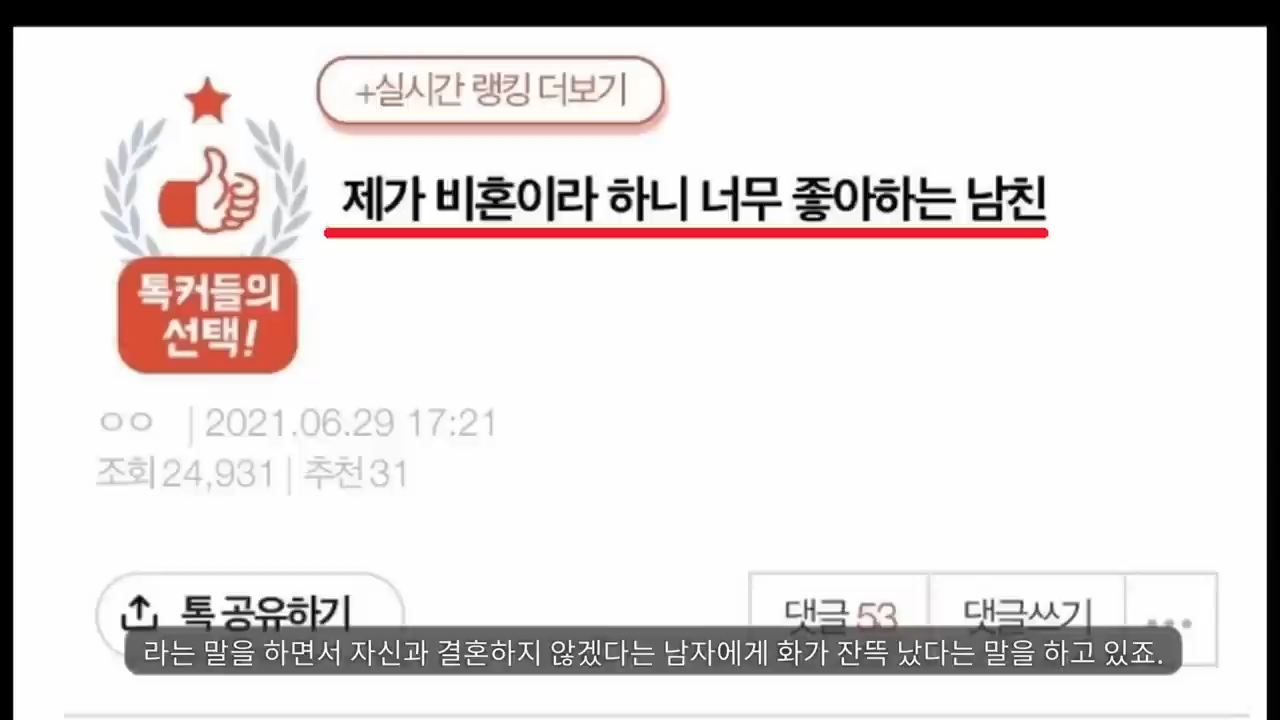 +실시간 랭킹 더보기
제가 비혼이라 하니 너무 좋아하는 남친
톡커들의
선택!
ㅇㅇ | 2021.06.29 17:21
조회 24,931 | 추천 31
톡 공유하기
댓글 53
댓글쓰기
...
라는 말을 하면서 자신과 결혼하지 않겠다는 남자에게 화가 잔뜩 났다는 말을 하고 있죠.